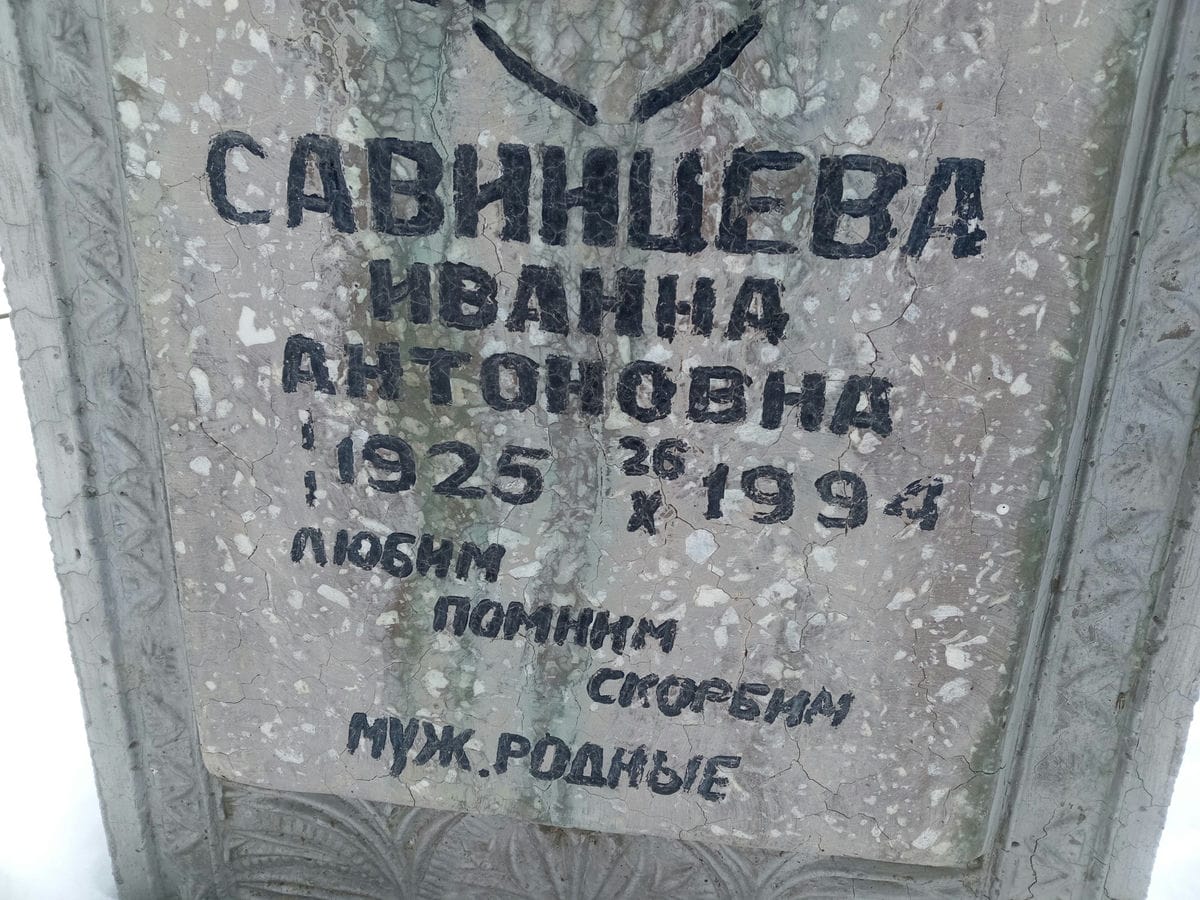 САВИНЦЕВА
ИВАННА
АНТОНОВНА
I I 1925 26 X 1994
ЛЮБИМ
ПОМНИМ
СКОРБИМ
МУЖ. РОДНЫЕ